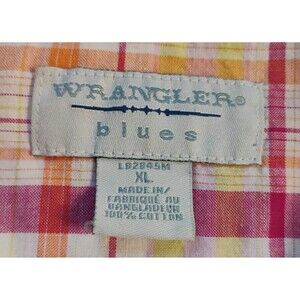 WRANGLER®
blues
LB2845M
XL
MADE IN/
FABRIQUÉ AU
BANGLADESH
100% COTTON